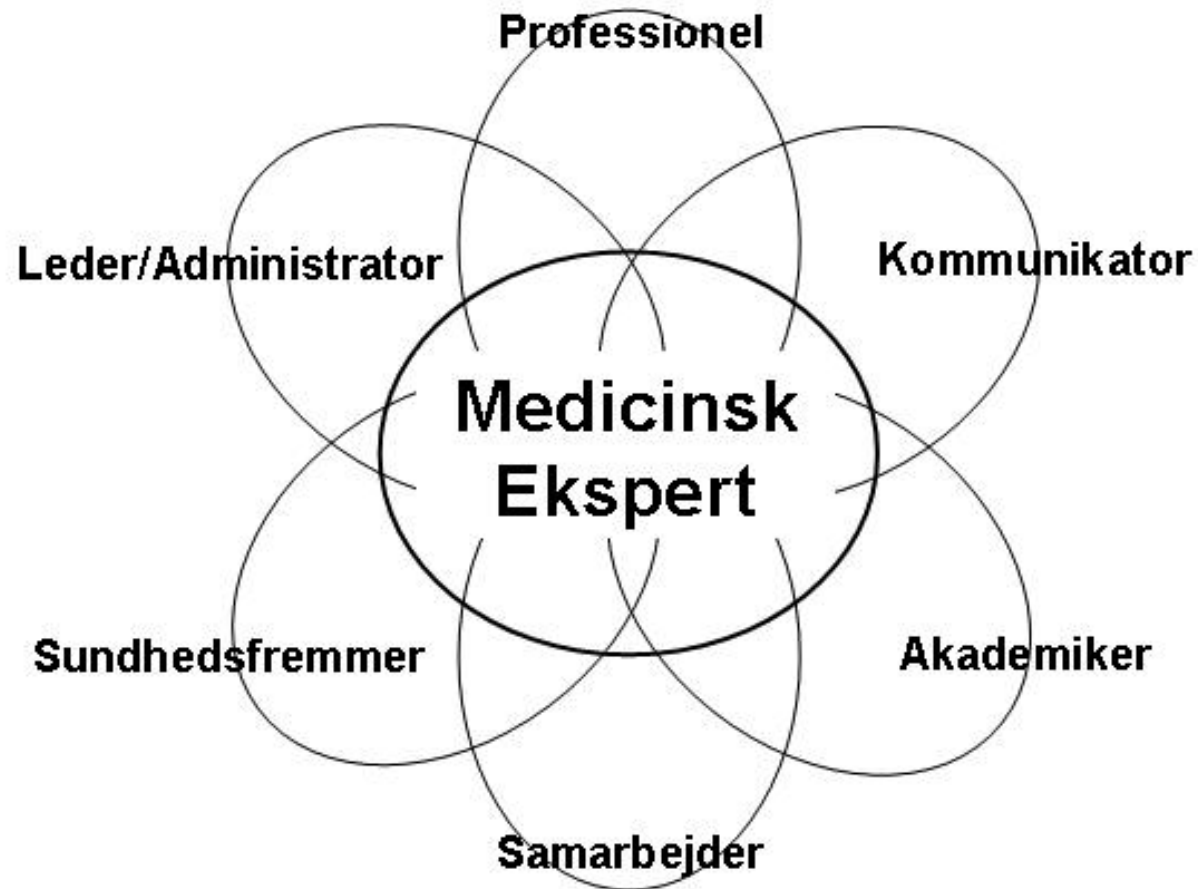 Professionel
Leder/Administrator
Kommunikator
Medicinsk
Ekspert
Sundhedsfremmer
Akademiker
Samarbejder